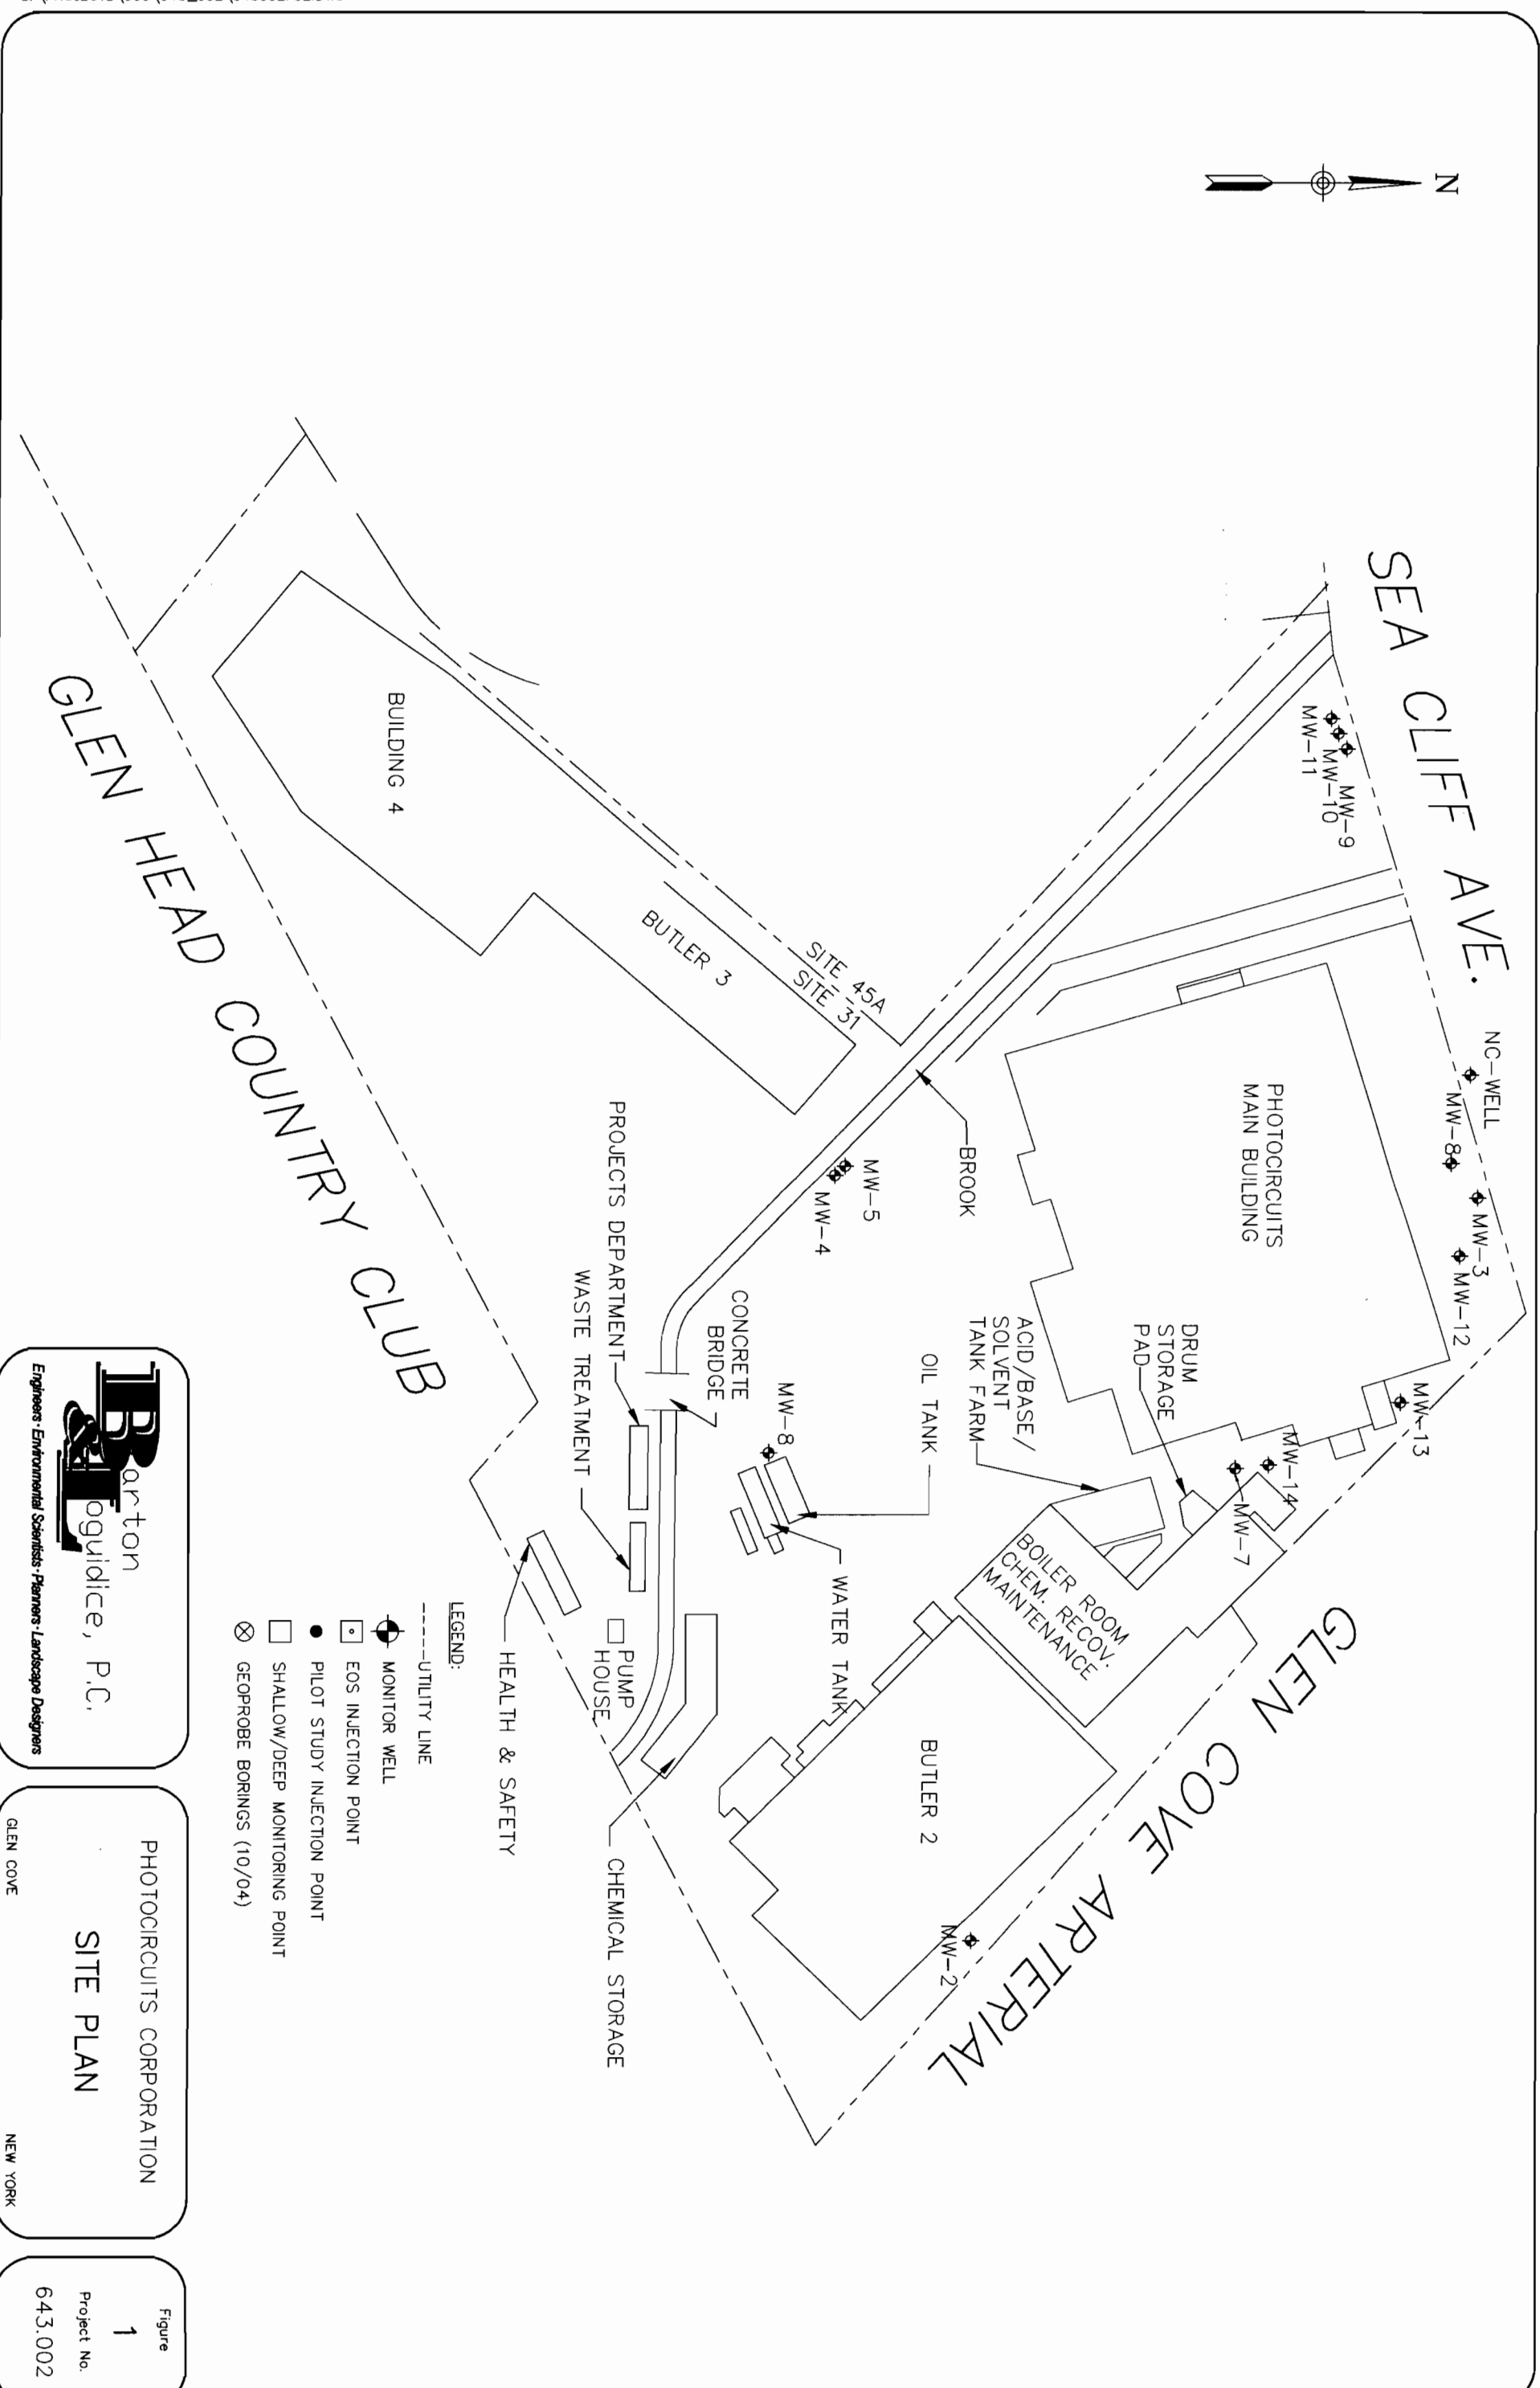 N
SEA CLIFF AVE.
NC-WELL
MW-8
MW-3
MW-12
MW-13
MW-9
MW-10
MW-11
MW-14
MW-7
PHOTOCIRCUITS
MAIN BUILDING
DRUM
STORAGE
PAD
ACID/BASE/
SOLVENT
TANK FARM
OIL TANK
BOILER ROOM
CHEM. RECOV.
MAINTENANCE
GLEN COVE ARTERIAL
BROOK
SITE 45A
SITE 31
MW-5
MW-4
MW-8
WATER TANK
BUTLER 2
MW-2
CONCRETE
BRIDGE
BUTLER 3
PROJECTS DEPARTMENT
WASTE TREATMENT
PUMP
HOUSE
CHEMICAL STORAGE
HEALTH & SAFETY
BUILDING 4
GLEN HEAD COUNTRY CLUB
LEGEND:
----UTILITY LINE
MONITOR WELL
EOS INJECTION POINT
PILOT STUDY INJECTION POINT
SHALLOW/DEEP MONITORING POINT
GEOPROBE BORINGS (10/04)
Barton
& Loguidice, P.C.
Engineers · Environmental Scientists · Planners · Landscape Designers
PHOTOCIRCUITS CORPORATION
SITE PLAN
GLEN COVE
NEW YORK
Figure
1
Project No.
643.002